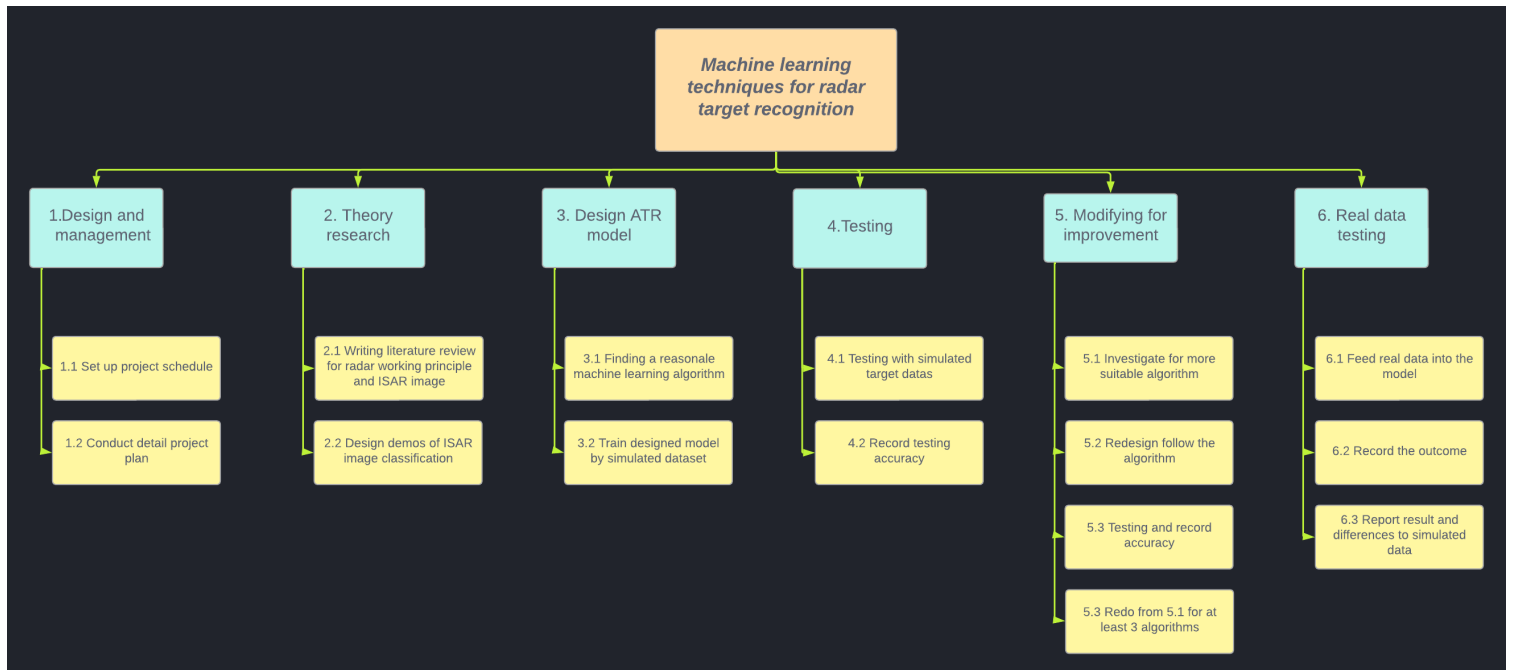 Machine learning
techniques for radar
target recognition
1.Design and
management
2. Theory
research
3. Design ATR
model
4.Testing
5. Modifying for
improvement
6. Real data
testing
1.1 Set up project schedule
1.2 Conduct detail project
plan
2.1 Writing literature review
for radar working principle
and ISAR image
2.2 Design demos of ISAR
image classification
3.1 Finding a reasonale
machine learning algorithm
3.2 Train designed model
by simulated dataset
4.1 Testing with simulated
target datas
4.2 Record testing
accuracy
5.1 Investigate for more
suitable algorithm
5.2 Redesign follow the
algorithm
5.3 Testing and record
accuracy
5.3 Redo from 5.1 for at
least 3 algorithms
6.1 Feed real data into the
model
6.2 Record the outcome
6.3 Report result and
differences to simulated
data